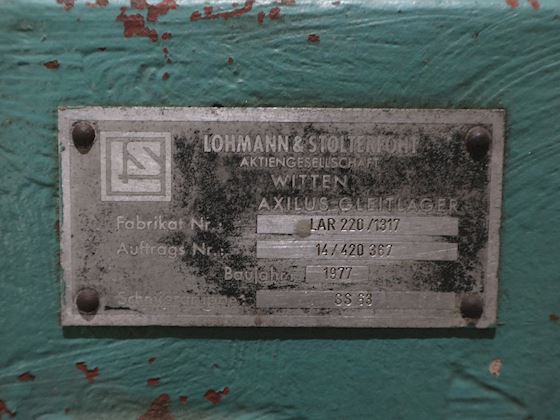 LS
LOHMANN & STOLTERFOHT
AKTIENGESELLSCHAFT
WITTEN
AXILUS-GLEITLAGER
Fabrikat Nr.: LAR 220/1317
Auftrags Nr.: 14/420 367
Baujahr: 1977
SS 63